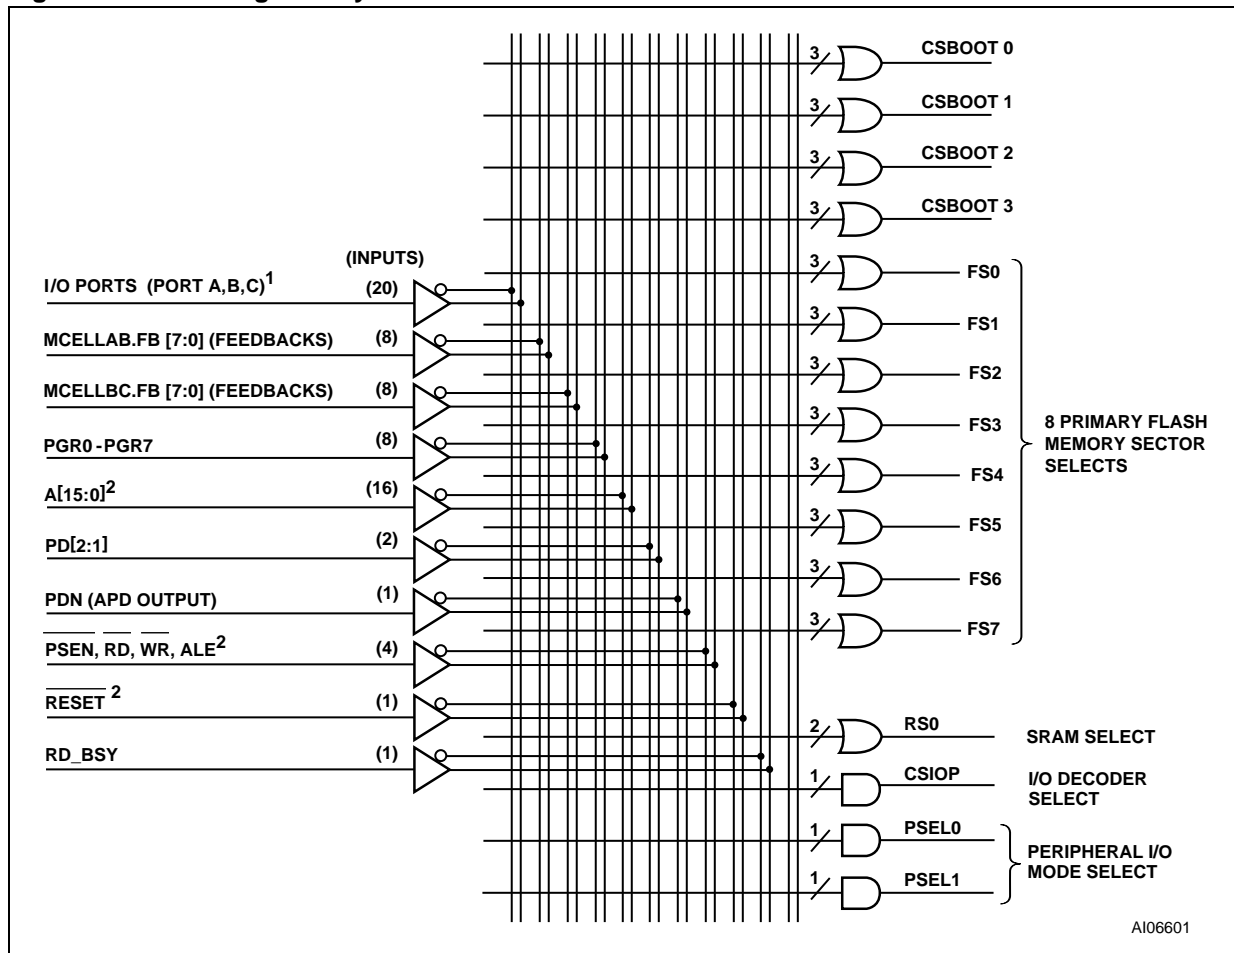 (INPUTS)
I/O PORTS (PORT A,B,C)1 (20)
MCELLAB.FB [7:0] (FEEDBACKS) (8)
MCELLBC.FB [7:0] (FEEDBACKS) (8)
PGR0 -PGR7 (8)
A[15:0]2 (16)
PD[2:1] (2)
PDN (APD OUTPUT) (1)
PSEN, RD, WR, ALE2 (4)
RESET 2 (1)
RD_BSY (1)
3 CSBOOT 0
3 CSBOOT 1
3 CSBOOT 2
3 CSBOOT 3
3 FS0
3 FS1
3 FS2
3 FS3
3 FS4
3 FS5
3 FS6
3 FS7
8 PRIMARY FLASH
MEMORY SECTOR
SELECTS
2 RS0 SRAM SELECT
1 CSIOP I/O DECODER
SELECT
1 PSEL0
1 PSEL1
PERIPHERAL I/O
MODE SELECT
AI06601